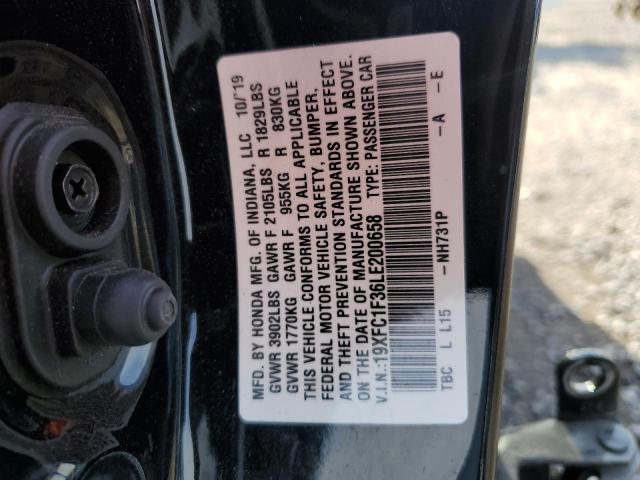 MFD. BY HONDA MFG. OF INDIANA, LLC 10/'19
GVWR 3902LBS GAWR F 2105LBS R 1829LBS
GVWR 1770KG GAWR F 955KG R 830KG
THIS VEHICLE CONFORMS TO ALL APPLICABLE
FEDERAL MOTOR VEHICLE SAFETY, BUMPER,
AND THEFT PREVENTION STANDARDS IN EFFECT
ON THE DATE OF MANUFACTURE SHOWN ABOVE.
V.I.N.:19XFC1F36LE200658 TYPE: PASSENGER CAR
TBC L L15 -NH731P -A -E